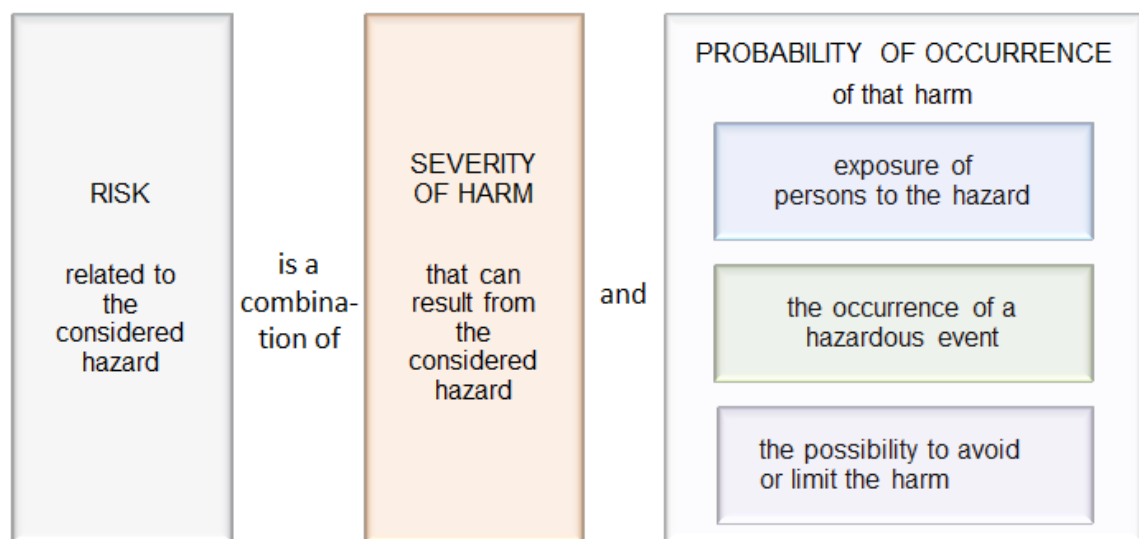 RISK
related to
the
considered
hazard
is a
combina-
tion of
SEVERITY
OF HARM
that can
result from
the
considered
hazard
and
PROBABILITY OF OCCURRENCE
of that harm
exposure of
persons to the hazard
the occurrence of a
hazardous event
the possibility to avoid
or limit the harm